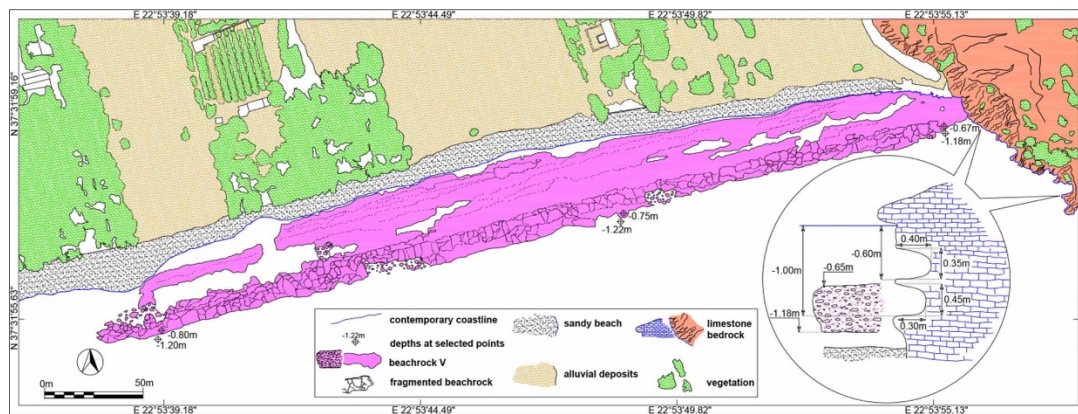 E 22°53'39.18" E 22°53'44.49 E 22°53'49.82 E 22°53'55.13"
N 37°31'59.16"
-0.67m
-1.18m
-0.75m
-1.22m
0.40m
-0.60m
-1.00m
0.35m
-0.65m
0.45m
-1.18m
0.30m
N 37°31'55.63
-0.80m
-1.20m
contemporary coastline
sandy beach
limestone
bedrock
-1.22m
depths at selected points
beachrock V
fragmented beachrock
alluvial deposits
vegetation
0m 50m
E 22°53'39.18" E 22°53'44.49 E 22°53'49.82 E 22°53'55.13"